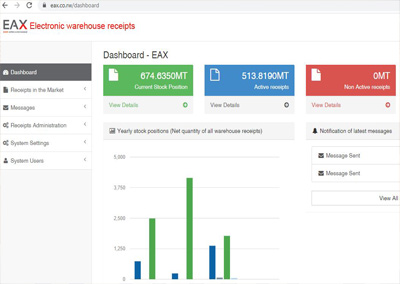 eax.co.rw/dashboard
EAX Electronic warehouse receipts
Dashboard - EAX
Dashboard
Receipts in the Market
Messages
Receipts Administration
System Settings
System Users
674.6350MT
Current Stock Position
View Details
513.8190MT
Active receipts
View Details
0MT
Non Active receipts
View Details
Yearly stock positions (Net quantity of all warehouse receipts)
5,000
3,750
2,500
1,250
0
Notification of latest messages
Message Sent
Message Sent
View All